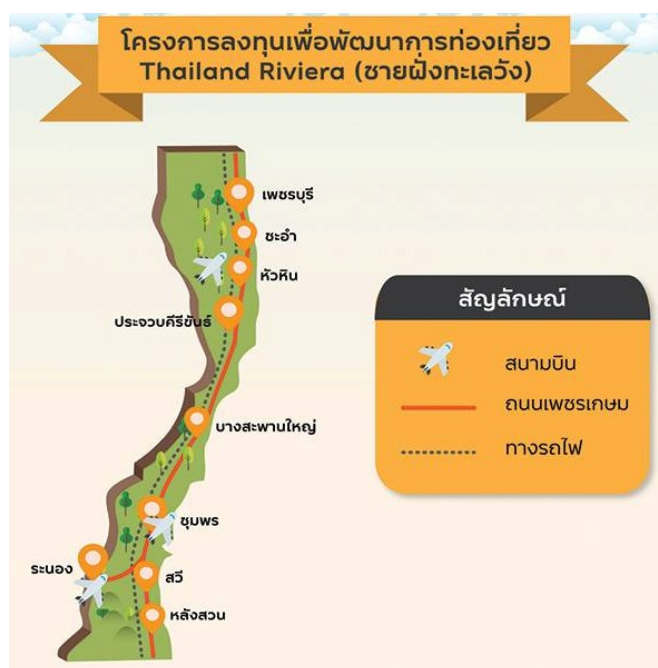 โครงการลงทุนเพื่อพัฒนาการท่องเที่ยว
Thailand Riviera (ชายฝั่งทะเลวัง)
เพชรบุรี
ชะอำ
หัวหิน
ประจวบคีรีขันธ์
บางสะพานใหญ่
ชุมพร
ระนอง
สวี
หลังสวน
สัญลักษณ์
สนามบิน
ถนนเพชรเกษม
ทางรถไฟ